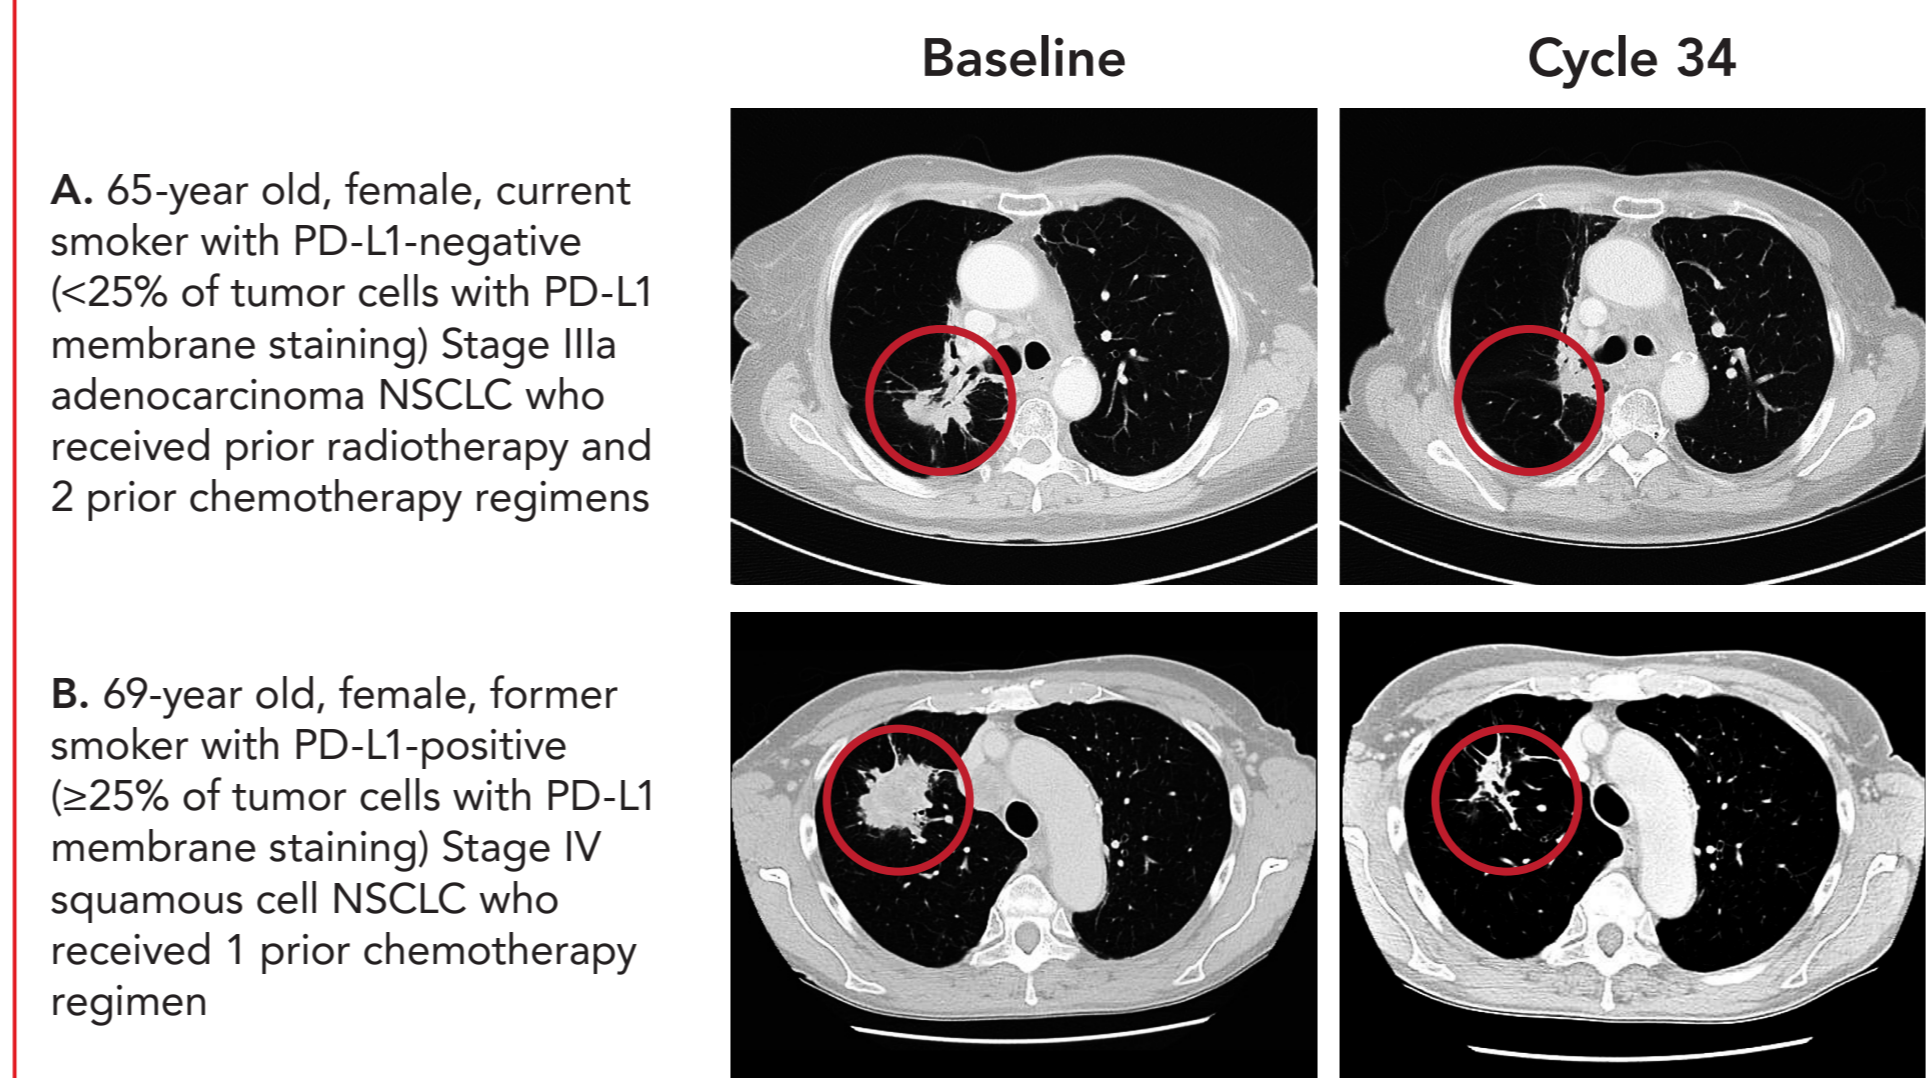 Baseline
Cycle 34
A. 65-year old, female, current
smoker with PD-L1-negative
(<25% of tumor cells with PD-L1
membrane staining) Stage IIIa
adenocarcinoma NSCLC who
received prior radiotherapy and
2 prior chemotherapy regimens
B. 69-year old, female, former
smoker with PD-L1-positive
(≥25% of tumor cells with PD-L1
membrane staining) Stage IV
squamous cell NSCLC who
received 1 prior chemotherapy
regimen